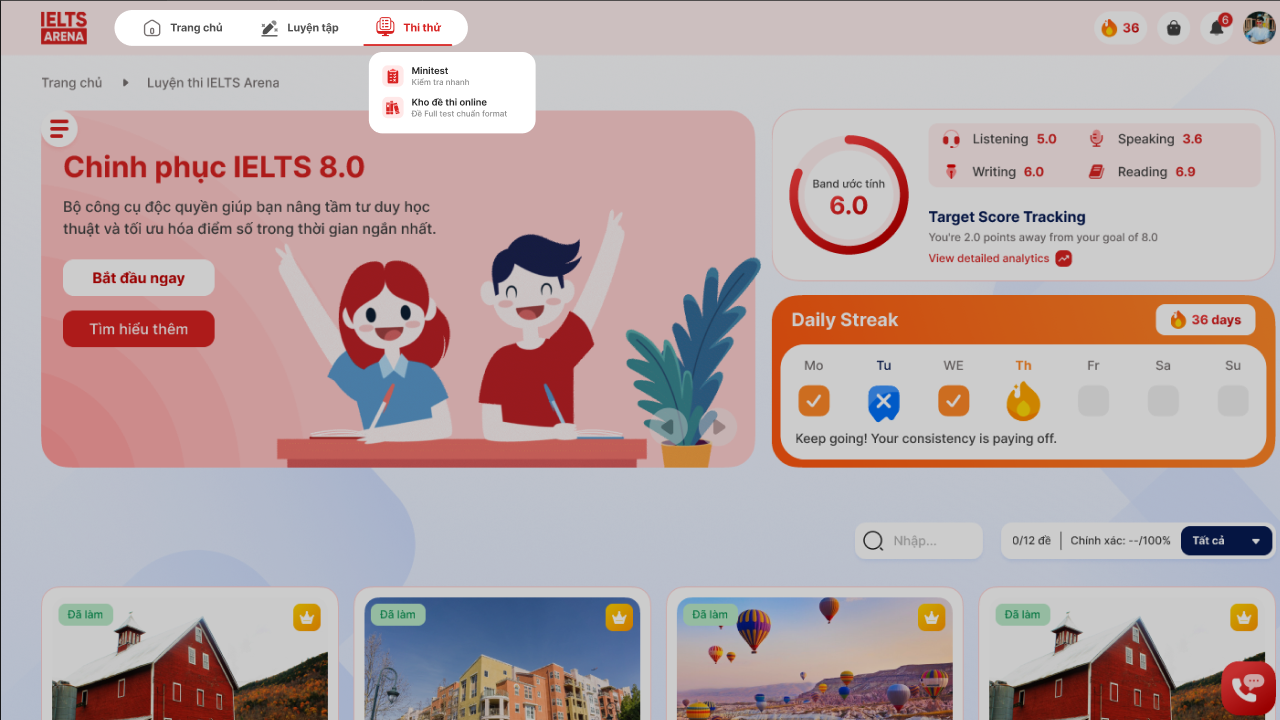 IELTS
ARENA
Trang chủ
Luyện tập
Thi thử
36
6
Minitest
Kiểm tra nhanh
Kho đề thi online
Đề Full test chuẩn format
Trang chủ
Luyện thi IELTS Arena
Chinh phục IELTS 8.0
Bộ công cụ độc quyền giúp bạn nâng tầm tư duy học
thuật và tối ưu hóa điểm số trong thời gian ngắn nhất.
Bắt đầu ngay
Tìm hiểu thêm
Band ước tính
6.0
Listening 5.0
Speaking 3.6
Writing 6.0
Reading 6.9
Target Score Tracking
You're 2.0 points away from your goal of 8.0
View detailed analytics
Daily Streak
36 days
Mo Tu WE Th Fr Sa Su
Keep going! Your consistency is paying off.
Nhập...
0/12 đề
Chính xác: --/100%
Tất cả
Đã làm
Đã làm
Đã làm
Đã làm